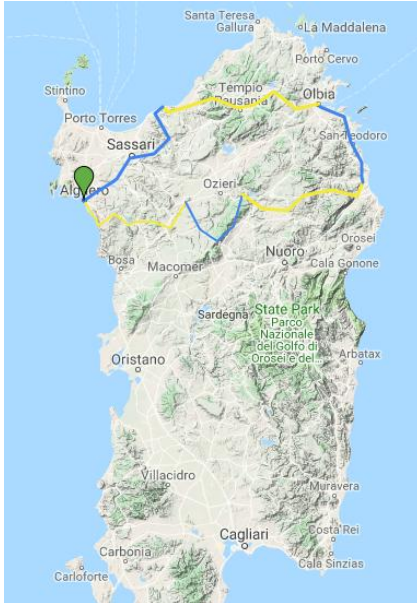 Santa Teresa
Gallura
La Maddalena
Porto Cervo
Stintino
Tempio
Pausania
Olbia
Porto Torres
San Teodoro
Sassari
Alghero
Ozieri
Orosei
Bosa
Nuoro
Cala Gonone
Macomer
Sardegna
State Park
Parco
Nazionale
del Golfo di
Orosei e del...
Arbatax
Oristano
Villacidro
Muravera
Costa Rei
Cagliari
Carbonia
Cala Sinzias
Carloforte